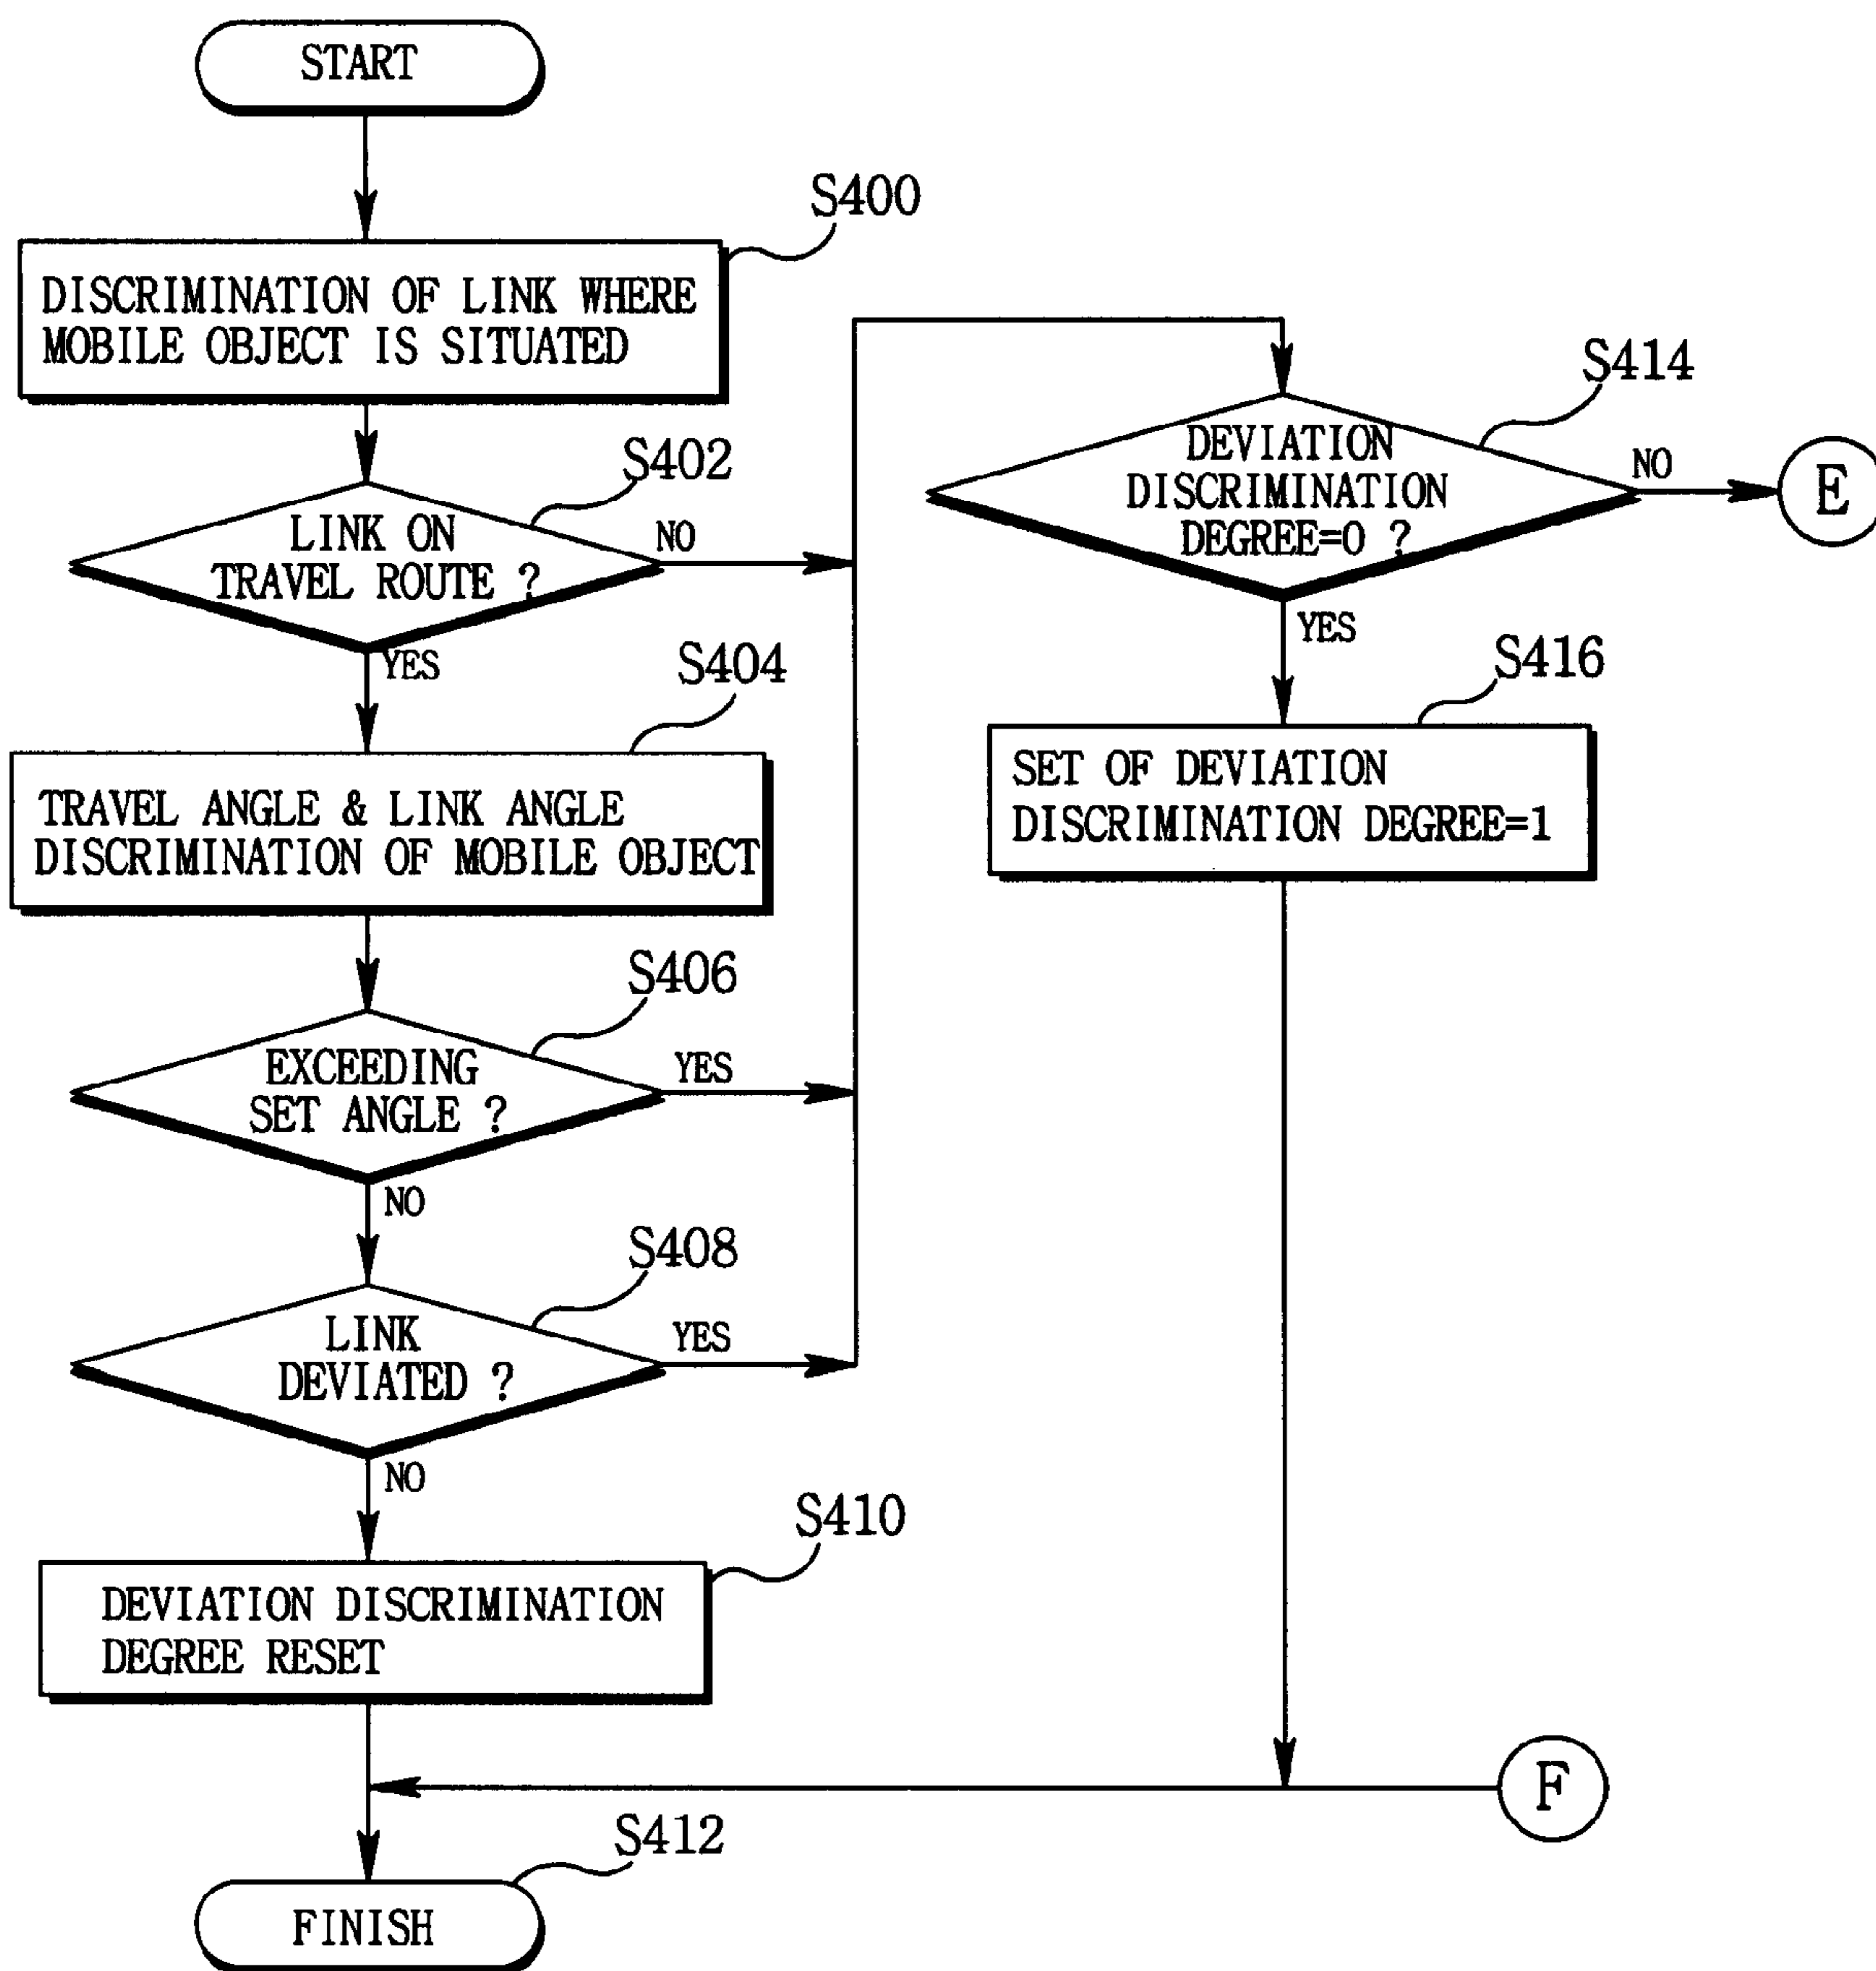 START
S400
DISCRIMINATION OF LINK WHERE
MOBILE OBJECT IS SITUATED
S402
LINK ON
TRAVEL ROUTE ?
NO
YES
S404
TRAVEL ANGLE & LINK ANGLE
DISCRIMINATION OF MOBILE OBJECT
S406
EXCEEDING
SET ANGLE ?
YES
NO
S408
LINK
DEVIATED ?
YES
NO
S410
DEVIATION DISCRIMINATION
DEGREE RESET
S412
FINISH
S414
DEVIATION
DISCRIMINATION
DEGREE=0 ?
NO
E
YES
S416
SET OF DEVIATION
DISCRIMINATION DEGREE=1
F